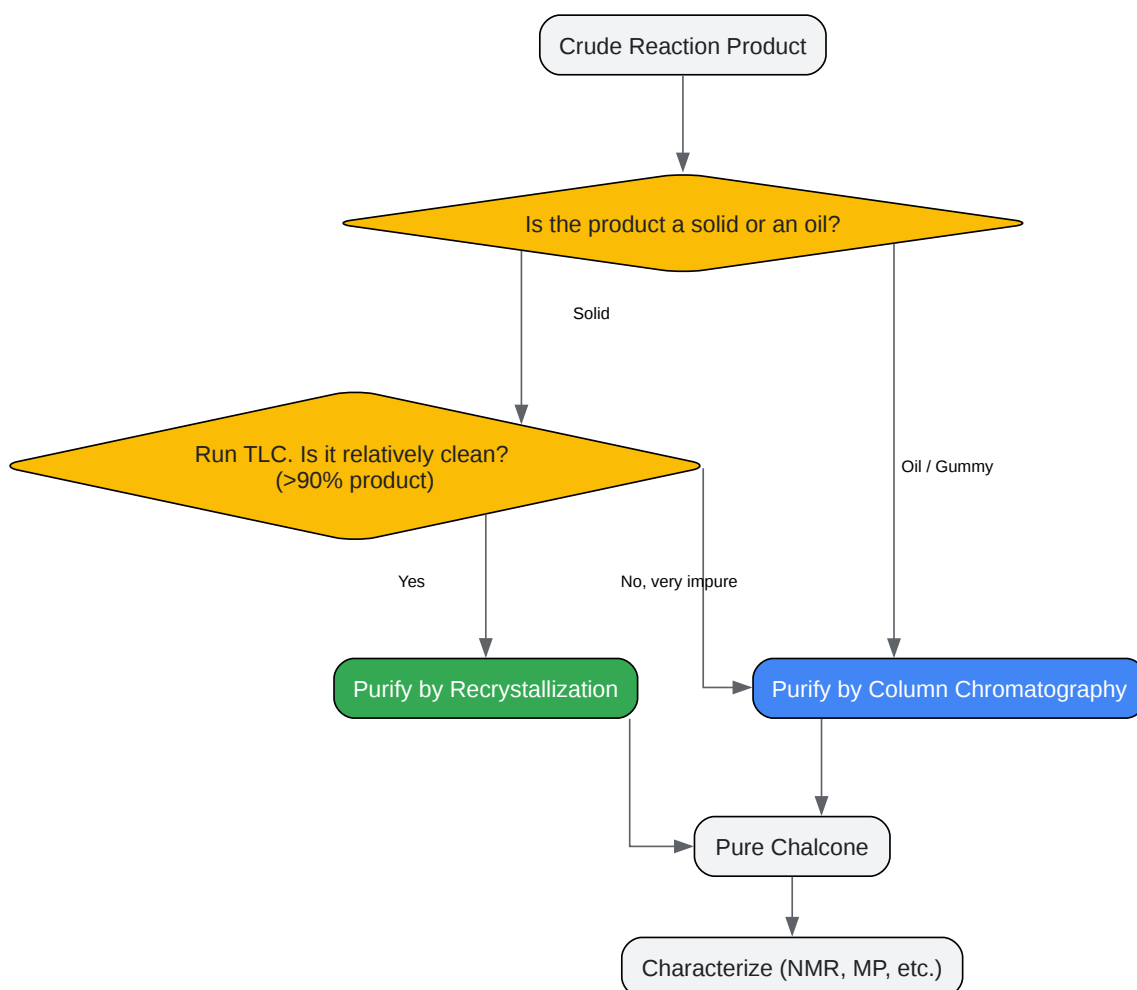 Crude Reaction Product
Is the product a solid or an oil?
Solid
Run TLC. Is it relatively clean?
(>90% product)
Oil / Gummy
Yes
No, very impure
Purify by Recrystallization
Purify by Column Chromatography
Pure Chalcone
Characterize (NMR, MP, etc.)